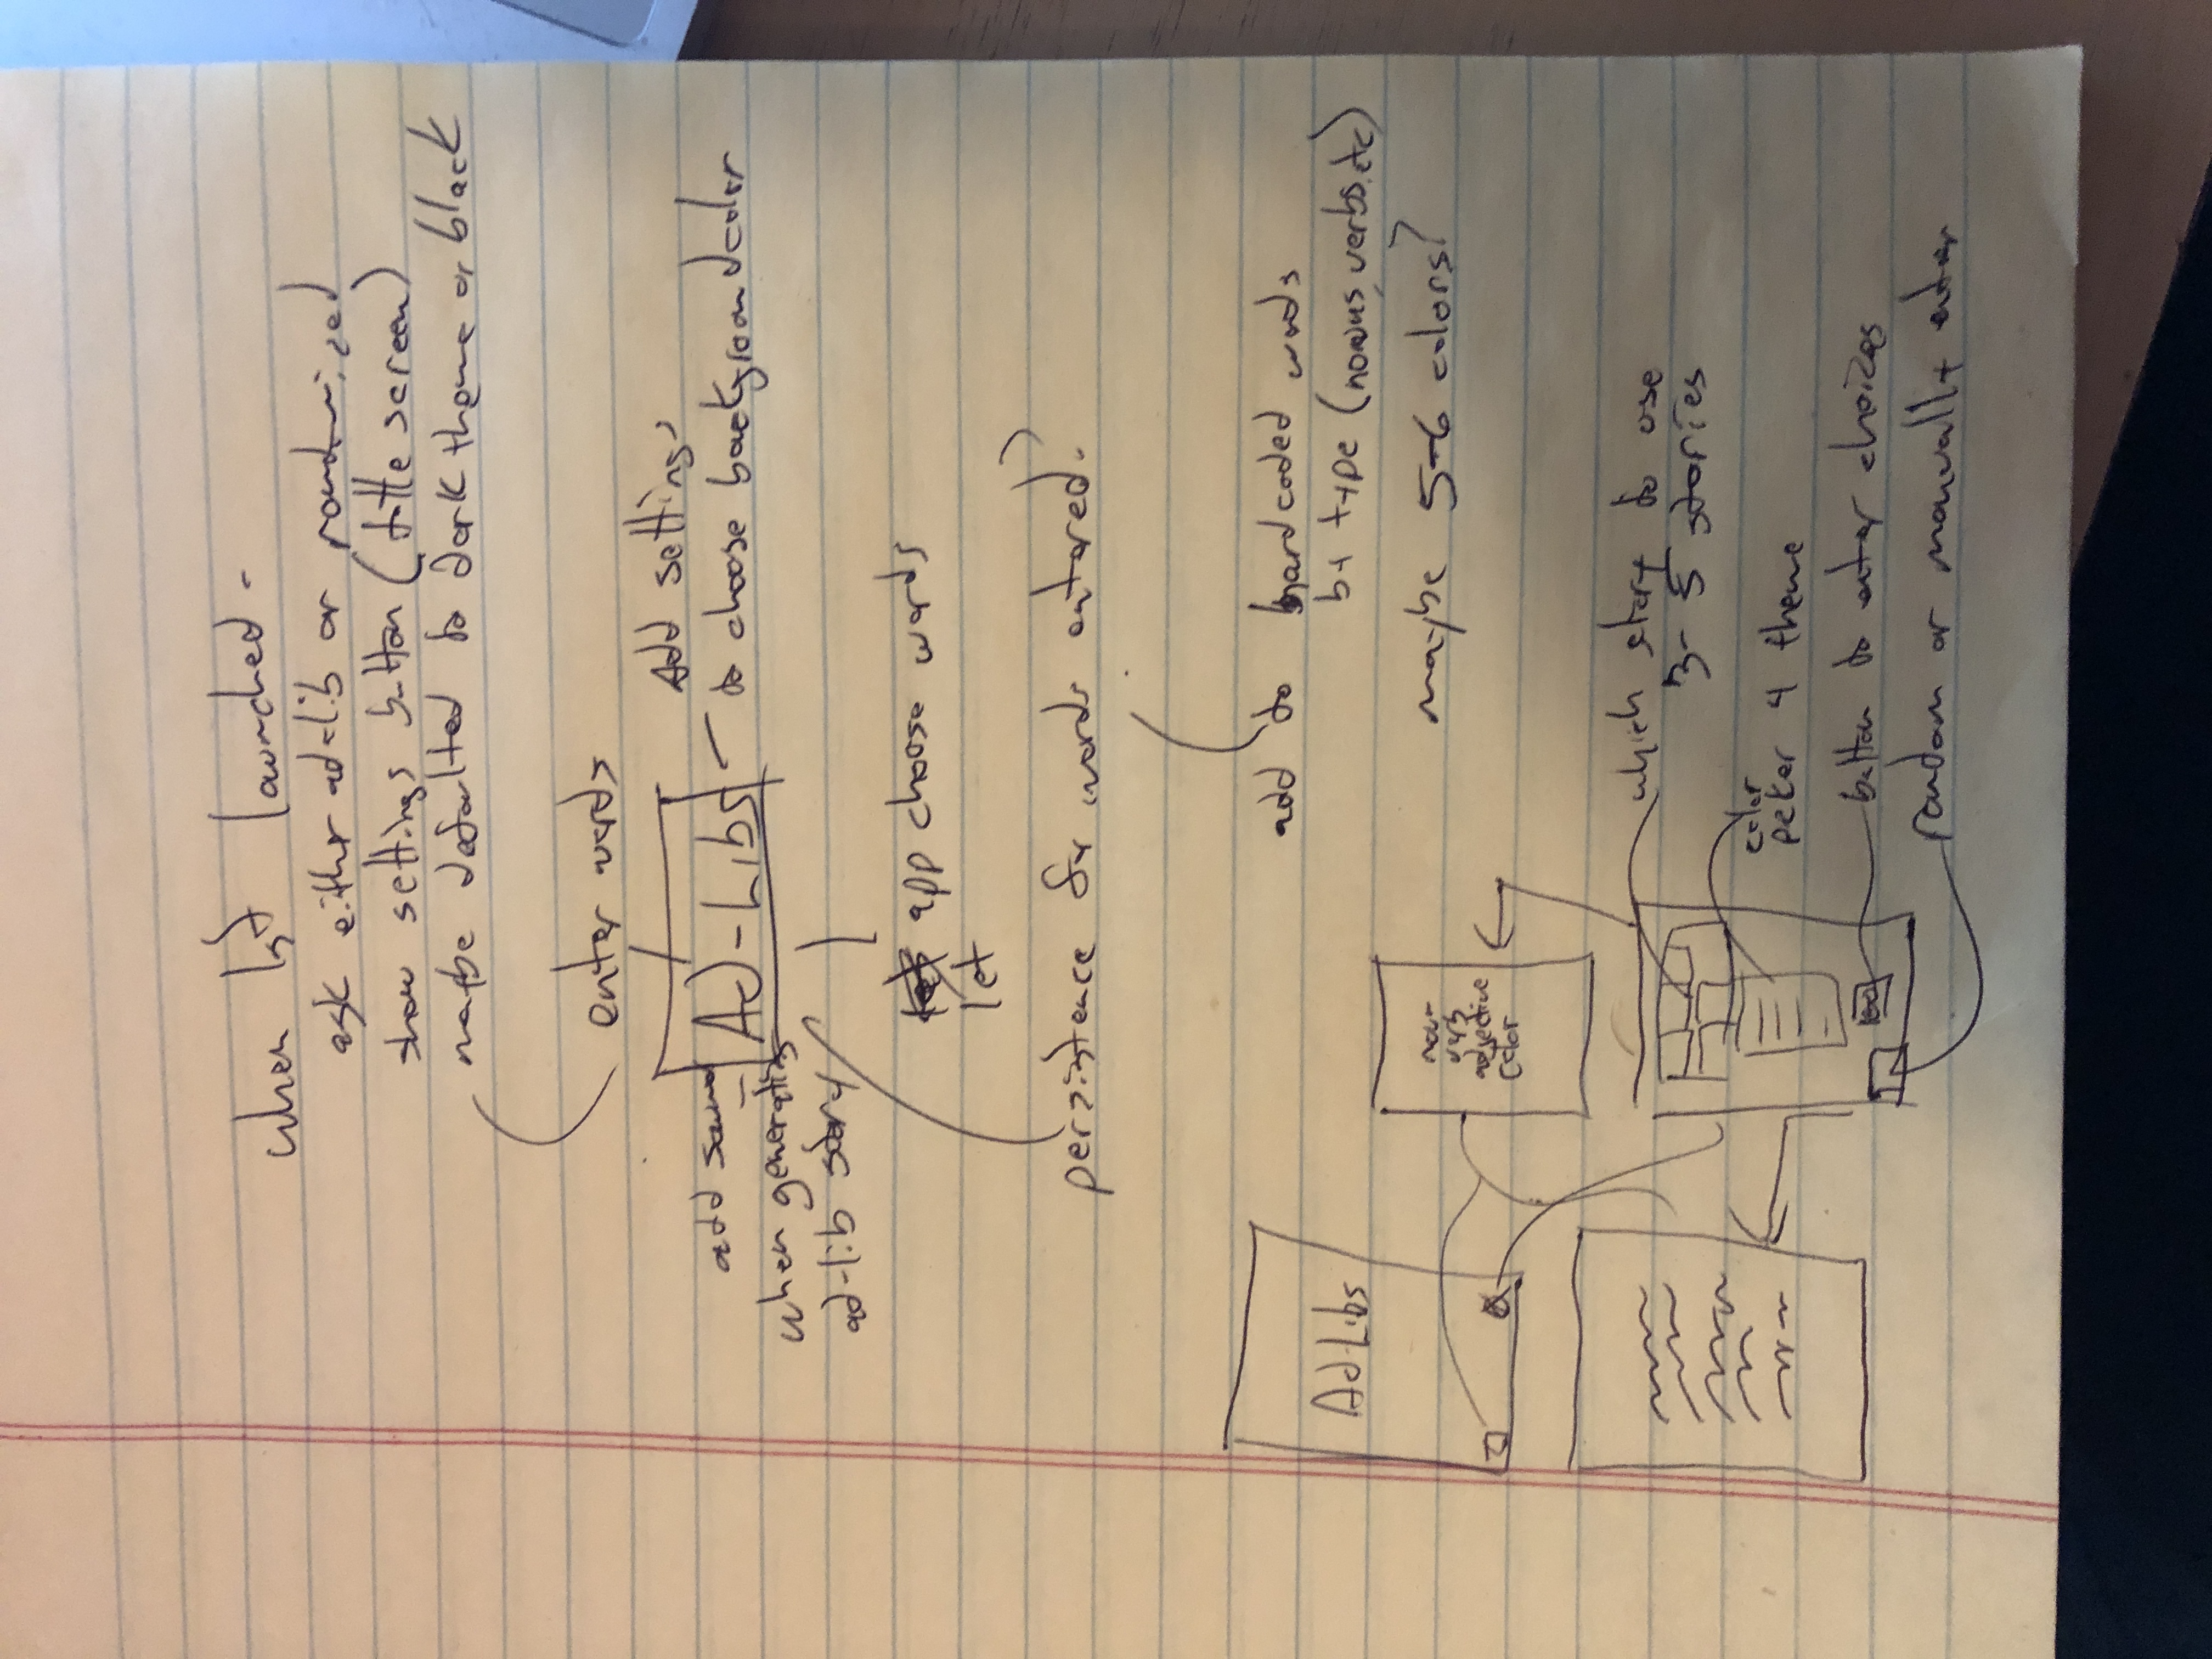 when 1st launched -
ask either ad-lib or randomized
show settings button (title screen)
maybe defaulted to dark theme or black
enter words
Add settings
to choose background color
add sound
when generating
ad-lib story
Ad-Libs
app choose words
let
persistence for words entered?
add to hardcoded words
by type (nouns, verbs, etc)
maybe 5-6 colors?
Ad-Libs
noun
verb
adjective
color
which story to use
3-5 stories
color
picker 4 theme
button to enter choices
random or manually enter